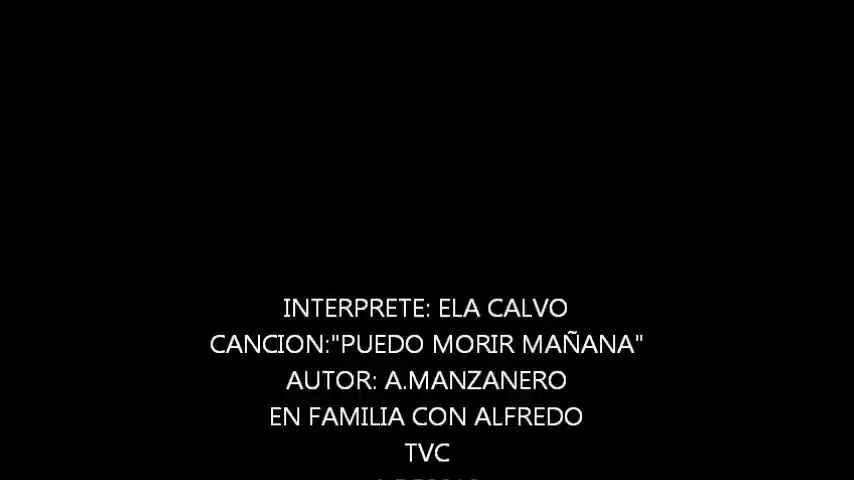 INTERPRETE: ELA CALVO
CANCION:"PUEDO MORIR MAÑANA"
AUTOR: A.MANZANERO
EN FAMILIA CON ALFREDO
TVC